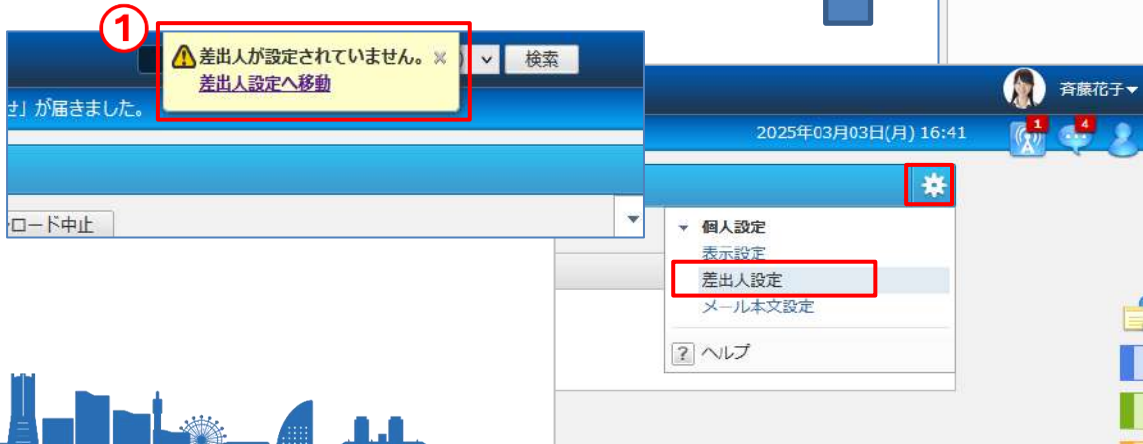 ①
差出人が設定されていません。
差出人設定へ移動
検索
せ」が届きました。
ロード中止
斉藤花子
2025年03月03日(月) 16:41
1
4
個人設定
表示設定
差出人設定
メール本文設定
? ヘルプ